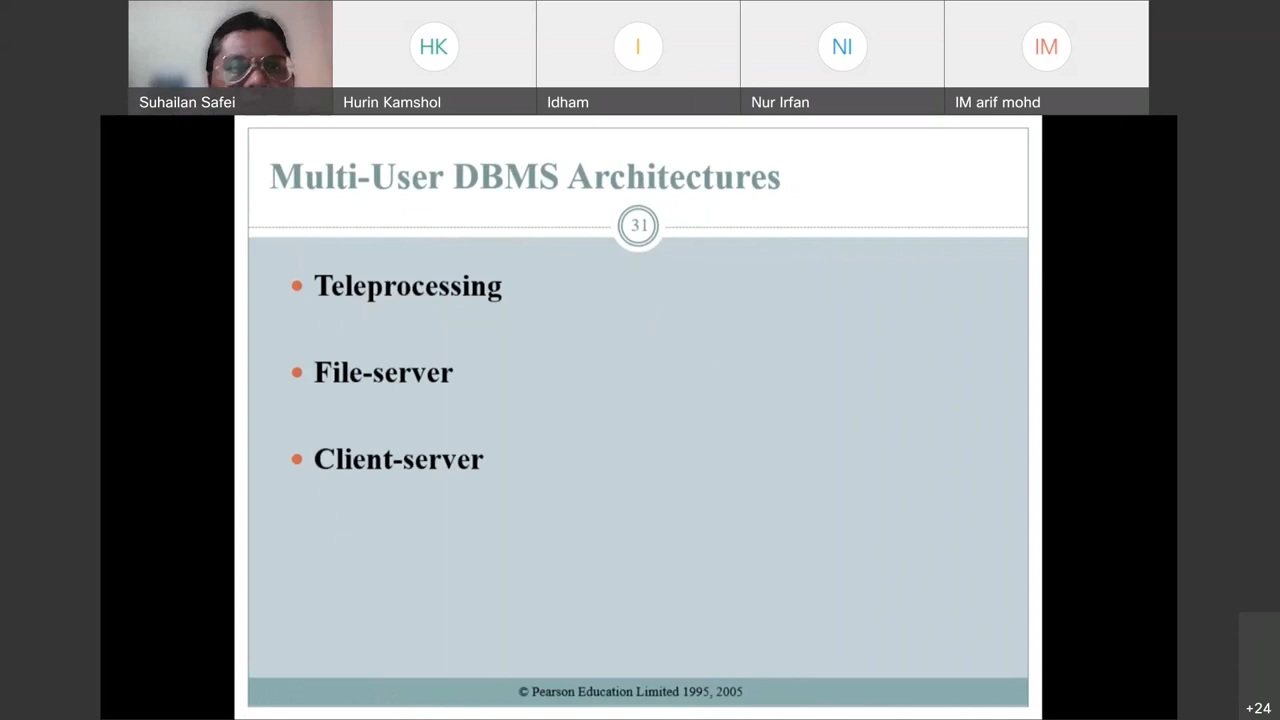 HK
I
NI
IM
Suhailan Safei
Hurin Kamshol
Idham
Nur Irfan
IM arif mohd
Multi-User DBMS Architectures
31
• Teleprocessing
• File-server
• Client-server
© Pearson Education Limited 1995, 2005
+24